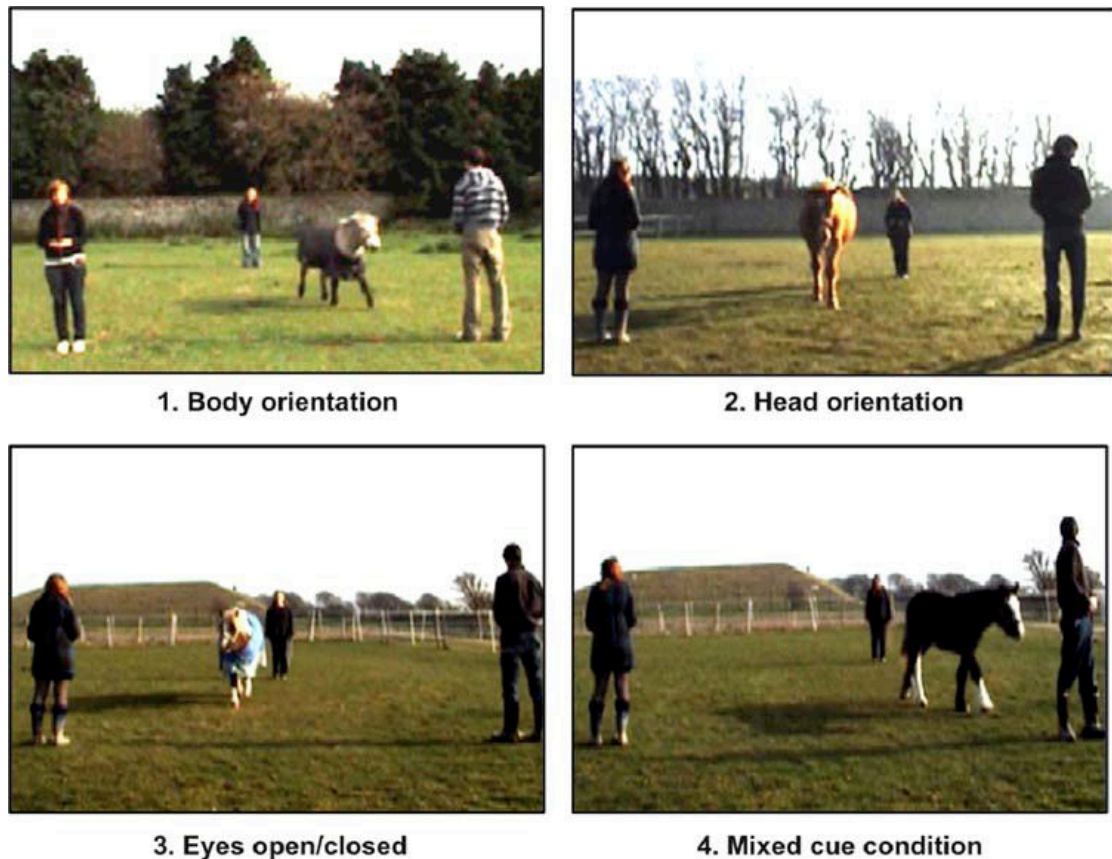 1. Body orientation
2. Head orientation
3. Eyes open/closed
4. Mixed cue condition